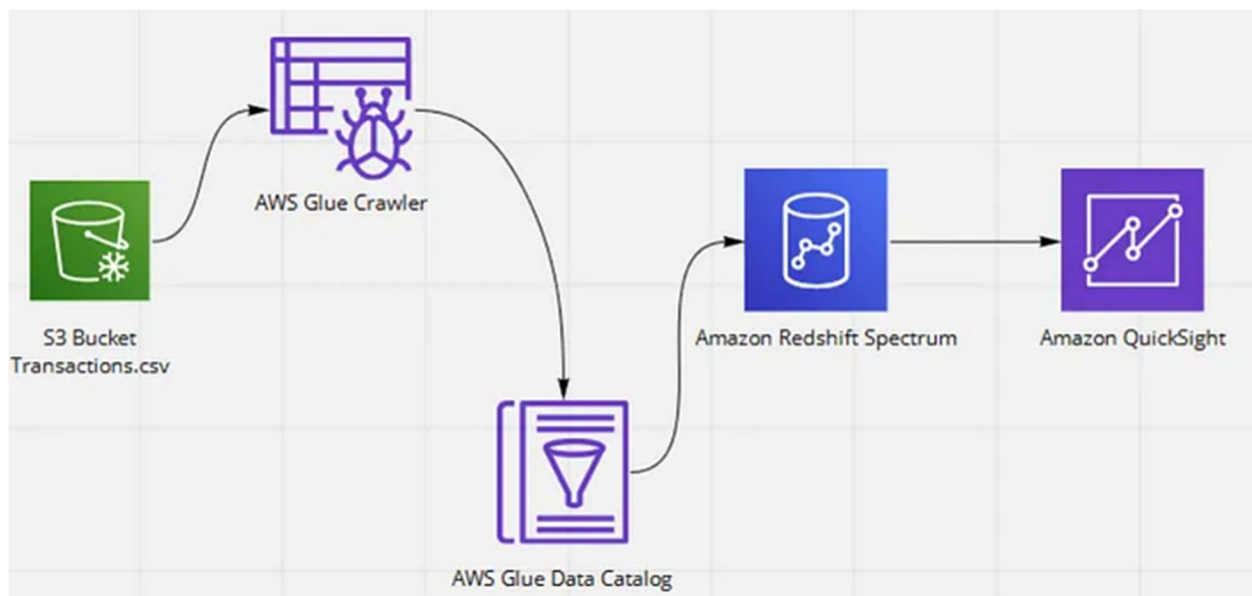 AWS Glue Crawler
S3 Bucket
Transactions.csv
Amazon Redshift Spectrum
Amazon QuickSight
AWS Glue Data Catalog